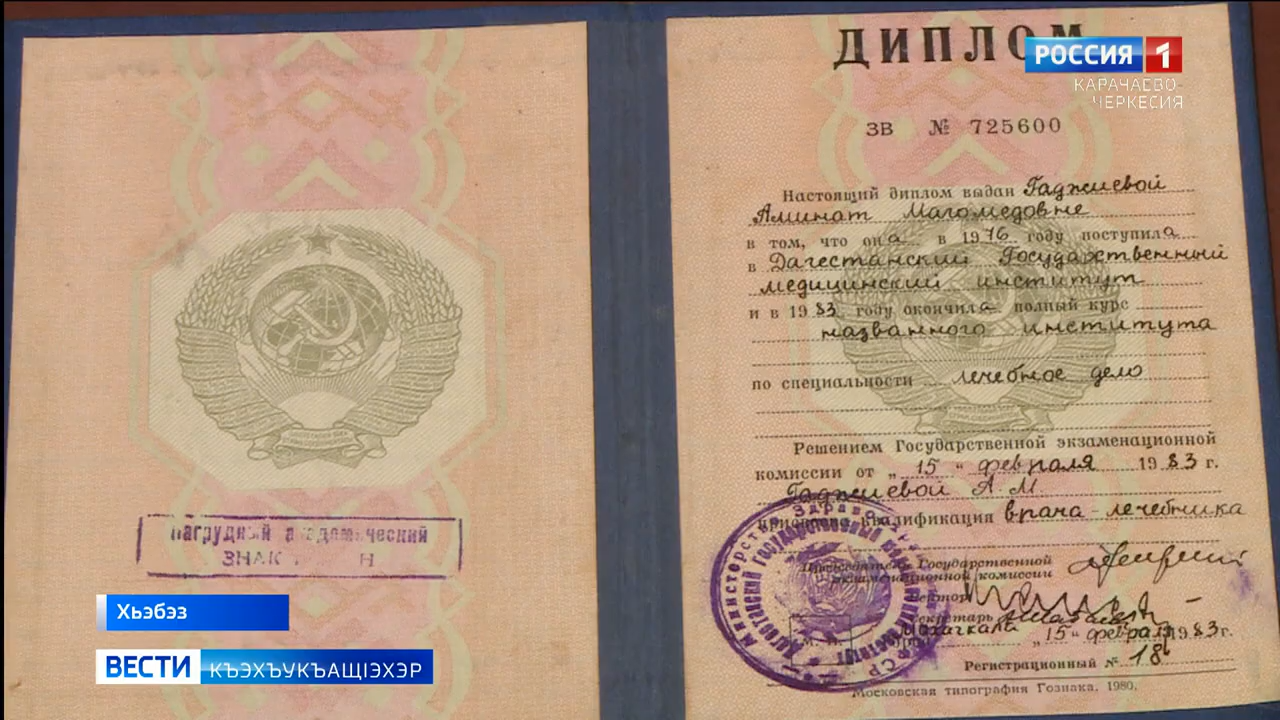 ДИПЛОМ
РОССИЯ 1
КАРАЧАЕВО-
ЧЕРКЕСИЯ
ЗВ № 725600
Настоящий диплом выдан Гаджиевой
Аминат Магомедовне
в том, что она в 1976 году поступила
в Дагестанский Государственный
медицинский институт
и в 1983 году окончила полный курс
названного института
по специальности лечебное дело
Решением Государственной экзаменационной
комиссии от „15“ февраля 1983 г.
Гаджиевой А. М
присвоена квалификация врача-лечебника
Председатель Государственной
экзаменационной комиссии
Ректор
Секретарь
Махачкала „15“ февраля 1983 г.
Регистрационный № 18
Московская типография Гознака. 1980.
Нагрудный академический
ЗНАК
Хьэбэз
ВЕСТИ КЪЭХЪУКЪАЩІЭХЭР